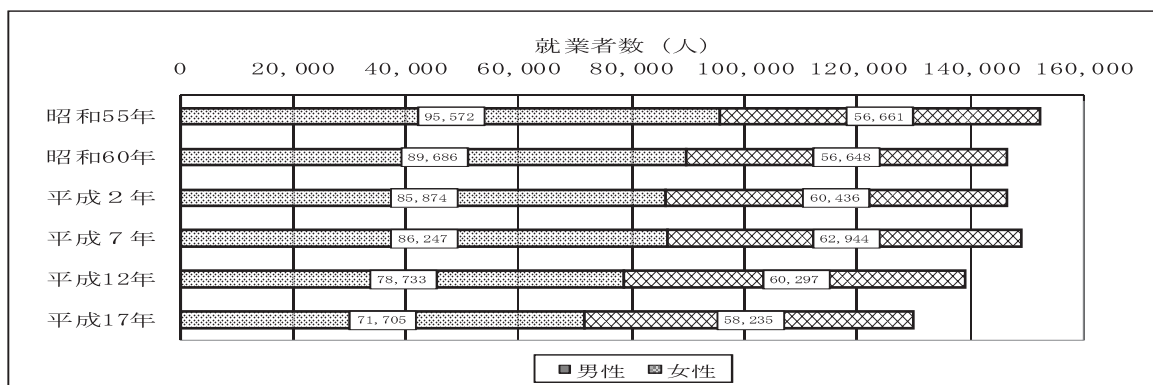 就業者数（人）
0 20,000 40,000 60,000 80,000 100,000 120,000 140,000 160,000
昭和55年 95,572 56,661
昭和60年 89,686 56,648
平成２年 85,874 60,436
平成７年 86,247 62,944
平成12年 78,733 60,297
平成17年 71,705 58,235
男性 女性